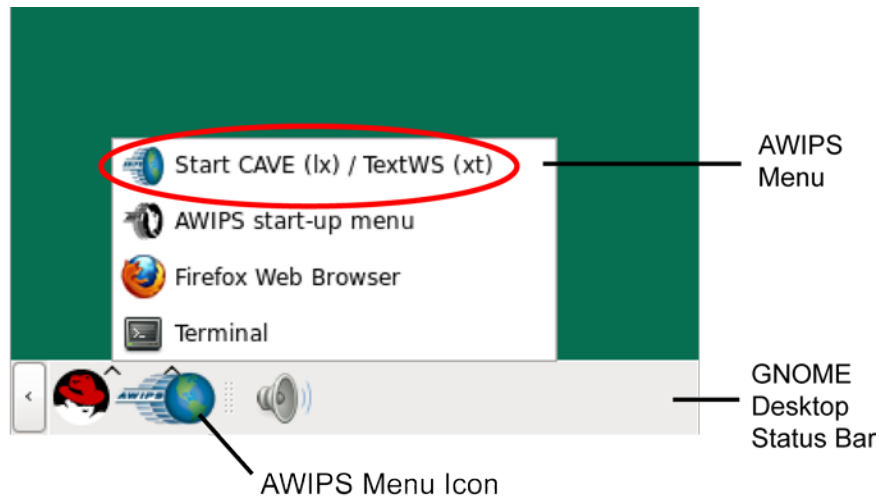 Start CAVE (lx) / TextWS (xt)
AWIPS start-up menu
Firefox Web Browser
Terminal
AWIPS
Menu
AWIPS
GNOME
Desktop
Status Bar
AWIPS Menu Icon